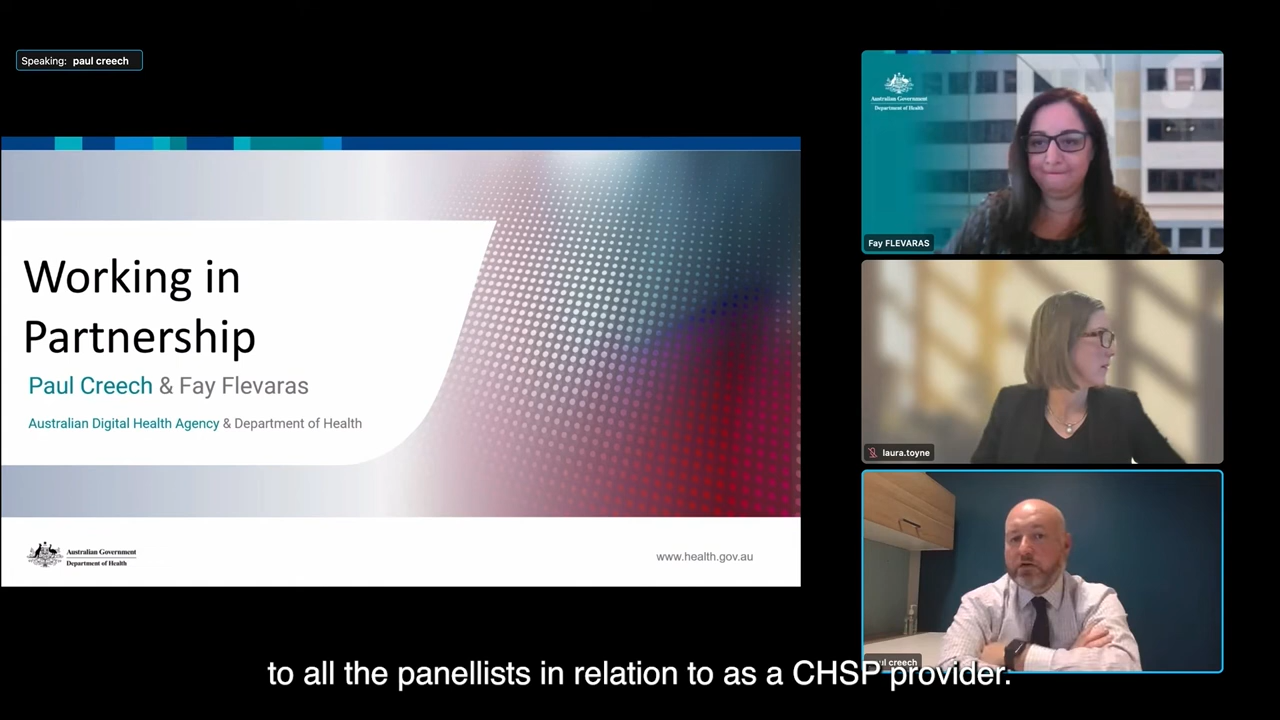 Speaking: paul creech
Australian Government
Department of Health
Fay FLEVARAS
Working in
Partnership
Paul Creech & Fay Flevaras
Australian Digital Health Agency & Department of Health
laura.toyne
Australian Government
Department of Health
www.health.gov.au
creech
to all the panellists in relation to as a CHSP provider.